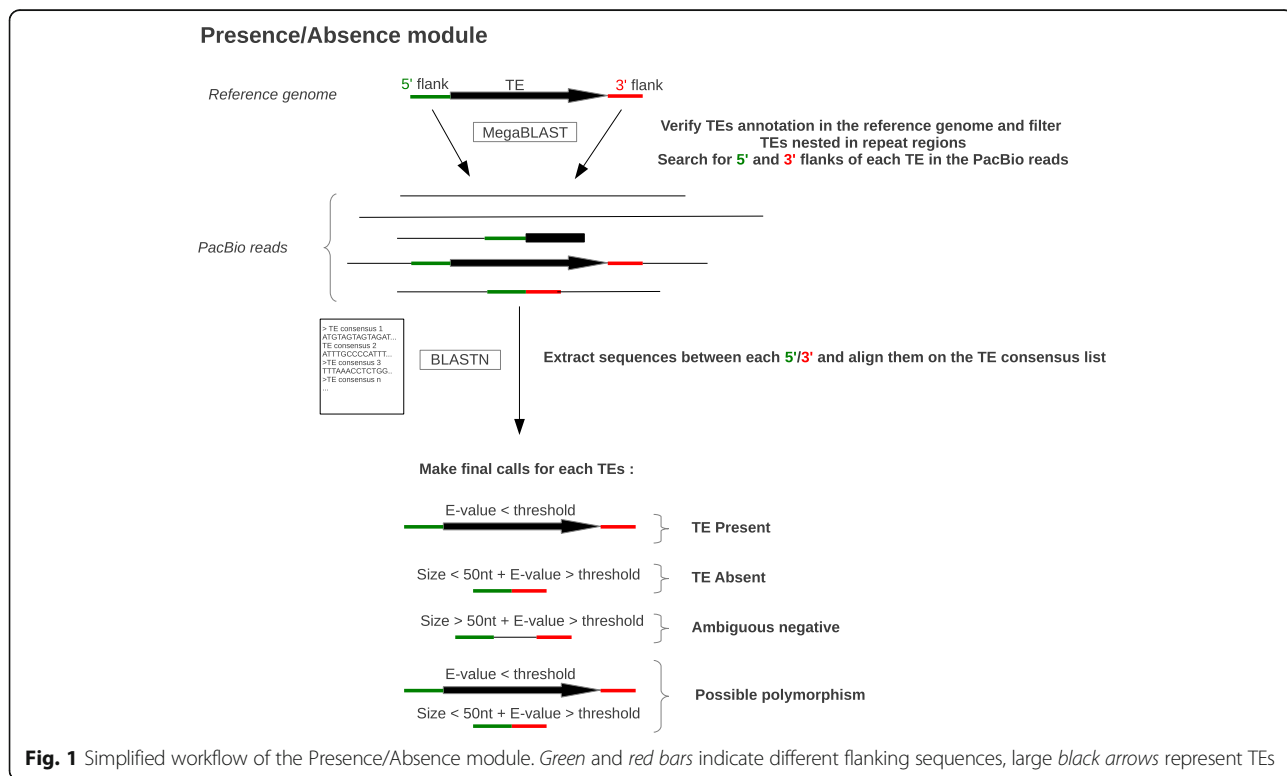 Presence/Absence module
5' flank
TE
3' flank
Reference genome
MegaBLAST
Verify TEs annotation in the reference genome and filter
TEs nested in repeat regions
Search for 5' and 3' flanks of each TE in the PacBio reads
PacBio reads
> TE consensus 1
ATGTAGTAGTAGAT...
TE consensus 2
ATTTGCCCCATTT...
>TE consensus 3
TTTAAACCTCTGG..
>TE consensus n
...
BLASTN
Extract sequences between each 5'/3' and align them on the TE consensus list
Make final calls for each TEs :
E-value < threshold
TE Present
Size < 50nt + E-value > threshold
TE Absent
Size > 50nt + E-value > threshold
Ambiguous negative
E-value < threshold
Possible polymorphism
Size < 50nt + E-value > threshold
Fig. 1 Simplified workflow of the Presence/Absence module. Green and red bars indicate different flanking sequences, large black arrows represent TEs